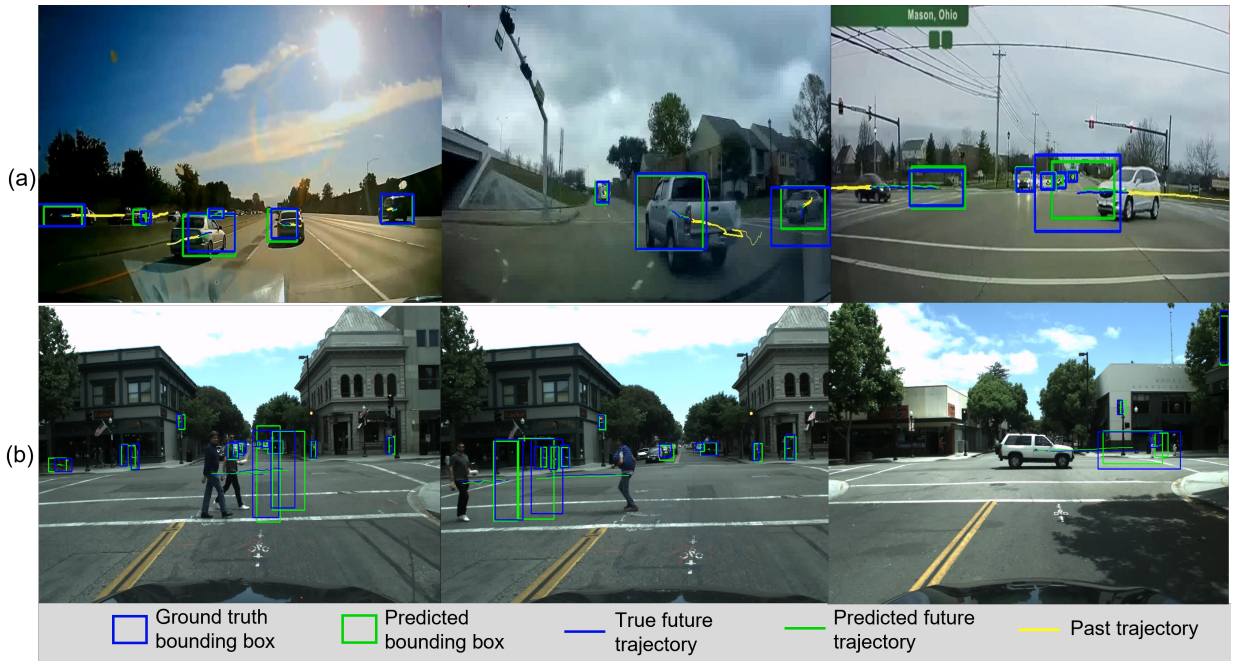 (a)
Mason, Ohio
(b)
Ground truth
bounding box
Predicted
bounding box
True future
trajectory
Predicted future
trajectory
Past trajectory